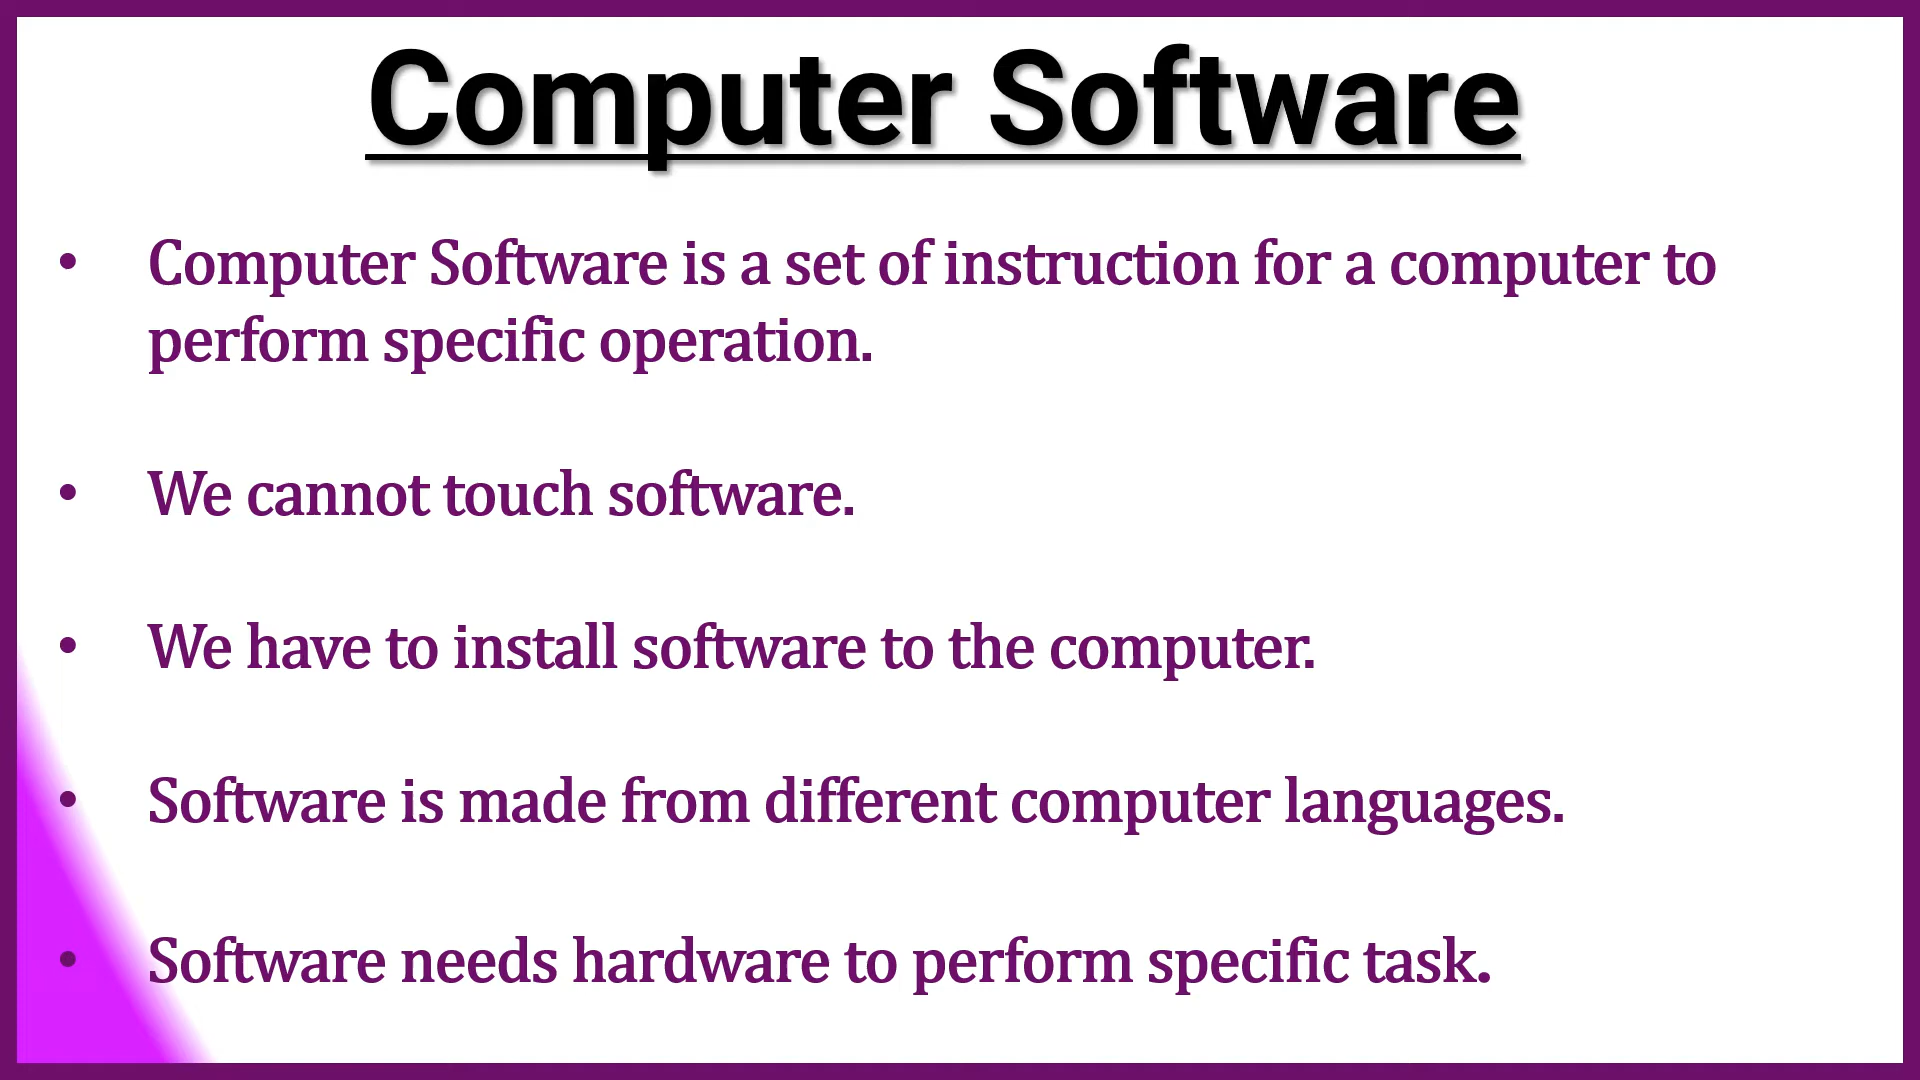 Computer Software
• Computer Software is a set of instruction for a computer to
perform specific operation.
• We cannot touch software.
• We have to install software to the computer.
• Software is made from different computer languages.
• Software needs hardware to perform specific task.